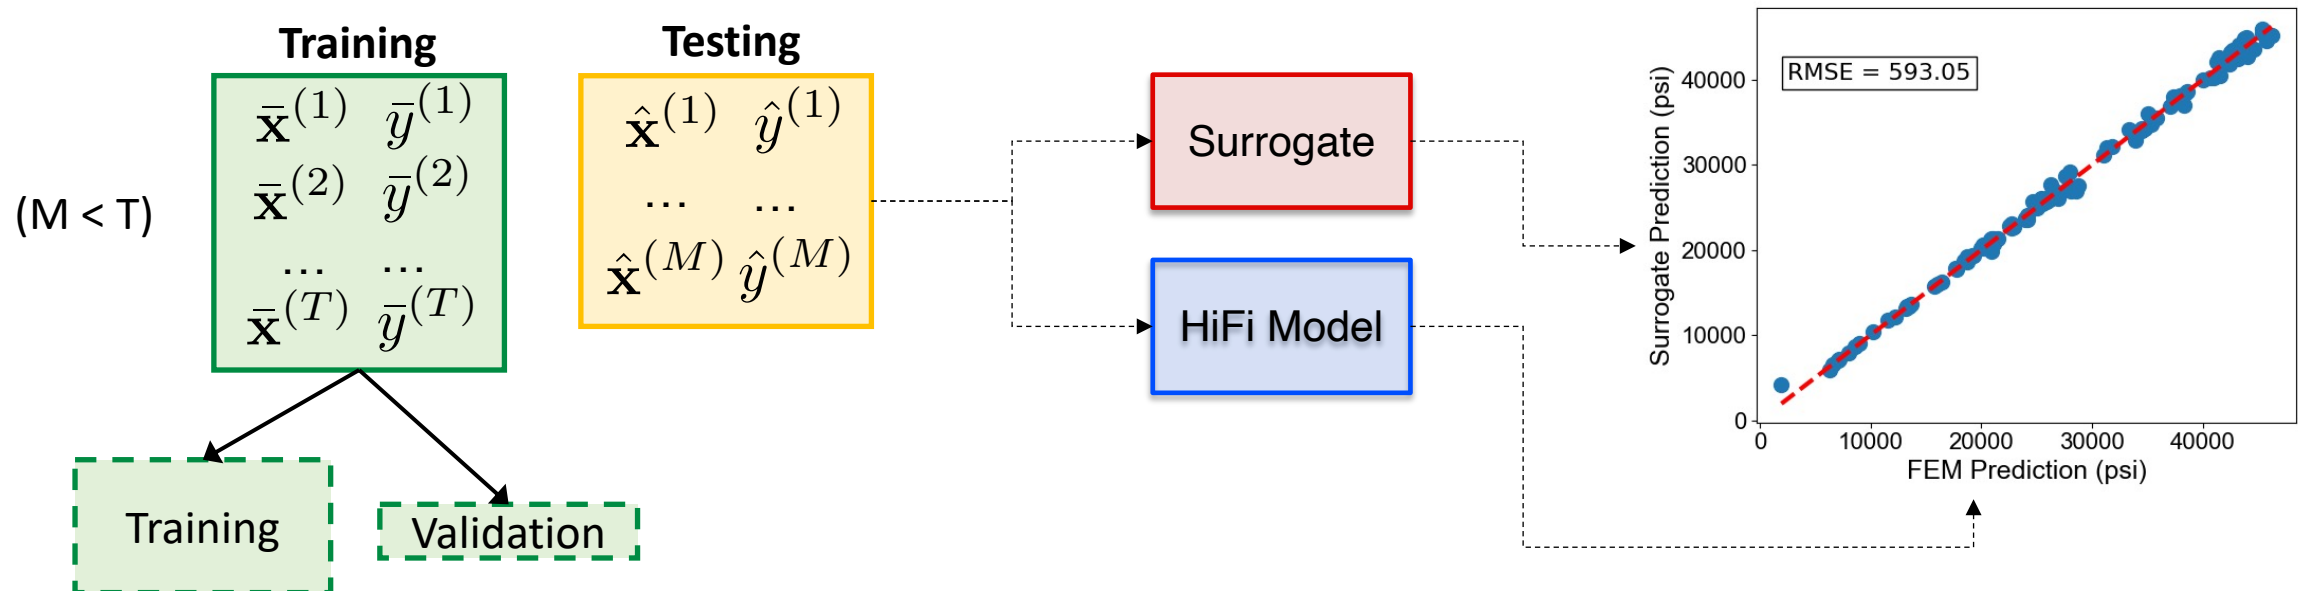 Training
x̄⁽¹⁾ ȳ⁽¹⁾
x̄⁽²⁾ ȳ⁽²⁾
... ...
x̄⁽ᵀ⁾ ȳ⁽ᵀ⁾
(M < T)
Training
Validation
Testing
x̂⁽¹⁾ ŷ⁽¹⁾
... ...
x̂⁽ᴹ⁾ ŷ⁽ᴹ⁾
Surrogate
HiFi Model
RMSE = 593.05
Surrogate Prediction (psi)
40000
30000
20000
10000
0
0 10000 20000 30000 40000
FEM Prediction (psi)